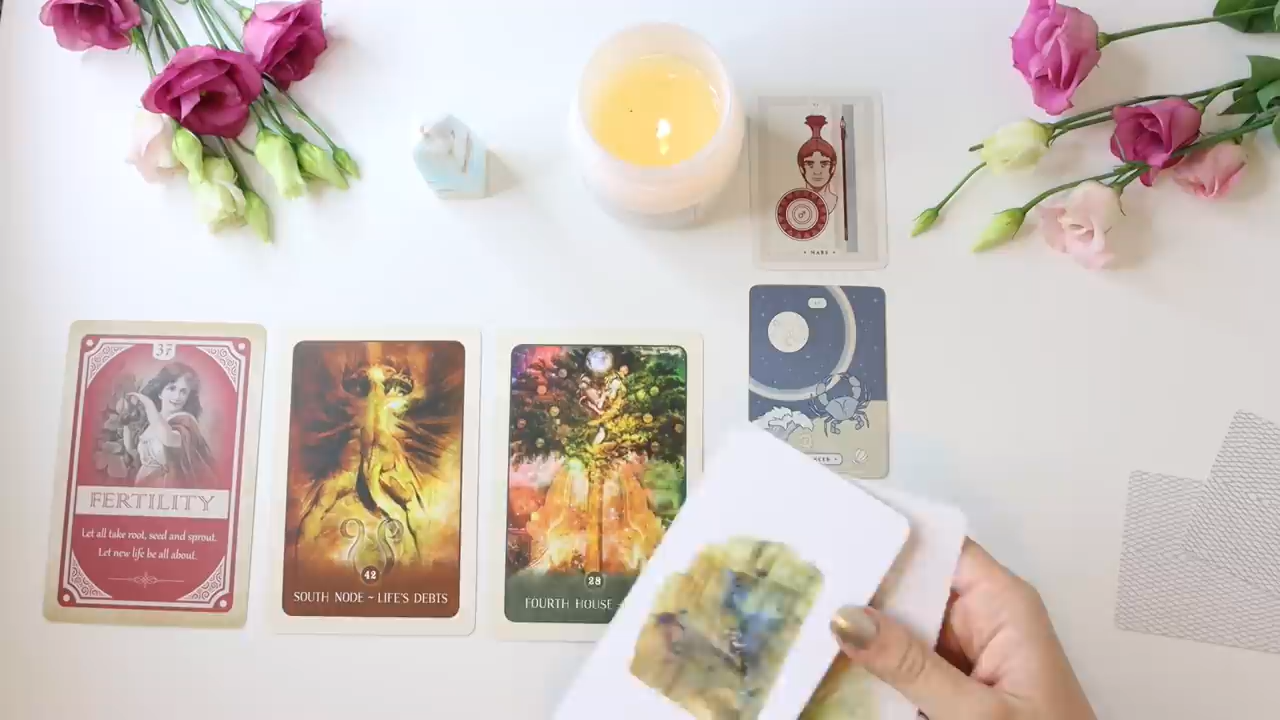 • MARS •
37
FERTILITY
Let all take root, seed and sprout.
Let new life be all about.
42
SOUTH NODE ~ LIFE'S DEBTS
28
FOURTH HOUSE ~